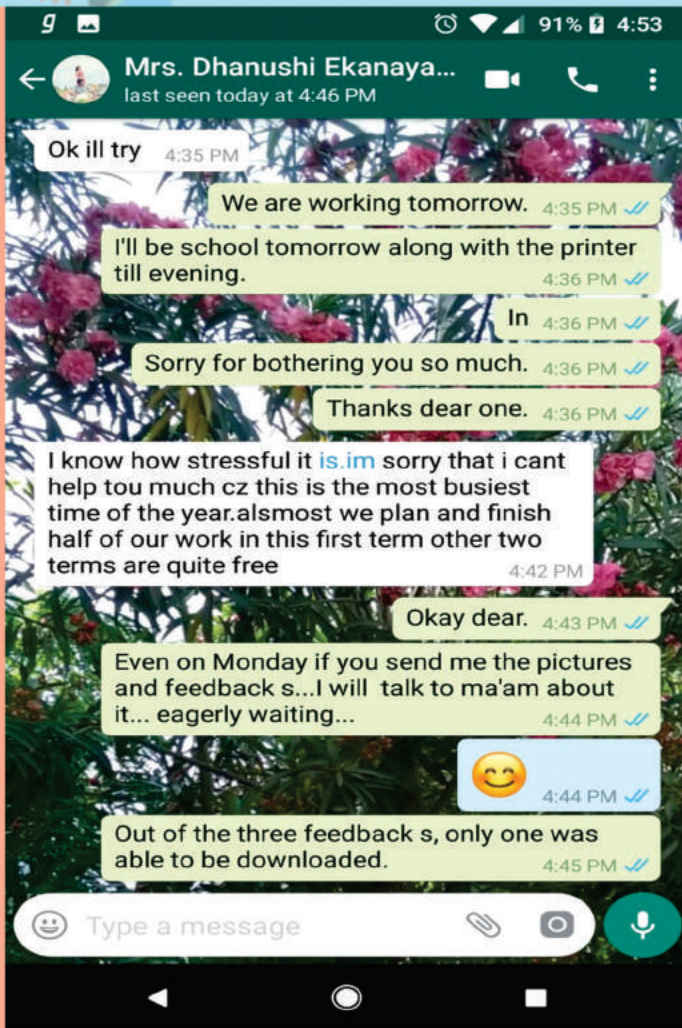 g
91% 4:53
Mrs. Dhanushi Ekanaya...
last seen today at 4:46 PM
Ok ill try 4:35 PM
We are working tomorrow. 4:35 PM
I'll be school tomorrow along with the printer
till evening. 4:36 PM
In 4:36 PM
Sorry for bothering you so much. 4:36 PM
Thanks dear one. 4:36 PM
I know how stressful it is.im sorry that i cant
help tou much cz this is the most busiest
time of the year.alsmost we plan and finish
half of our work in this first term other two
terms are quite free 4:42 PM
Okay dear. 4:43 PM
Even on Monday if you send me the pictures
and feedback s...I will talk to ma'am about
it... eagerly waiting... 4:44 PM
4:44 PM
Out of the three feedback s, only one was
able to be downloaded. 4:45 PM
Type a message